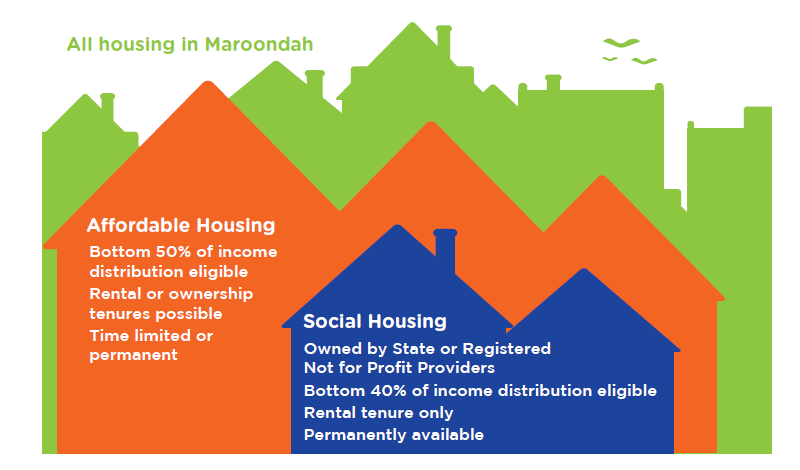 All housing in Maroondah
Affordable Housing
Bottom 50% of income
distribution eligible
Rental or ownership
tenures possible
Time limited or
permanent
Social Housing
Owned by State or Registered
Not for Profit Providers
Bottom 40% of income distribution eligible
Rental tenure only
Permanently available